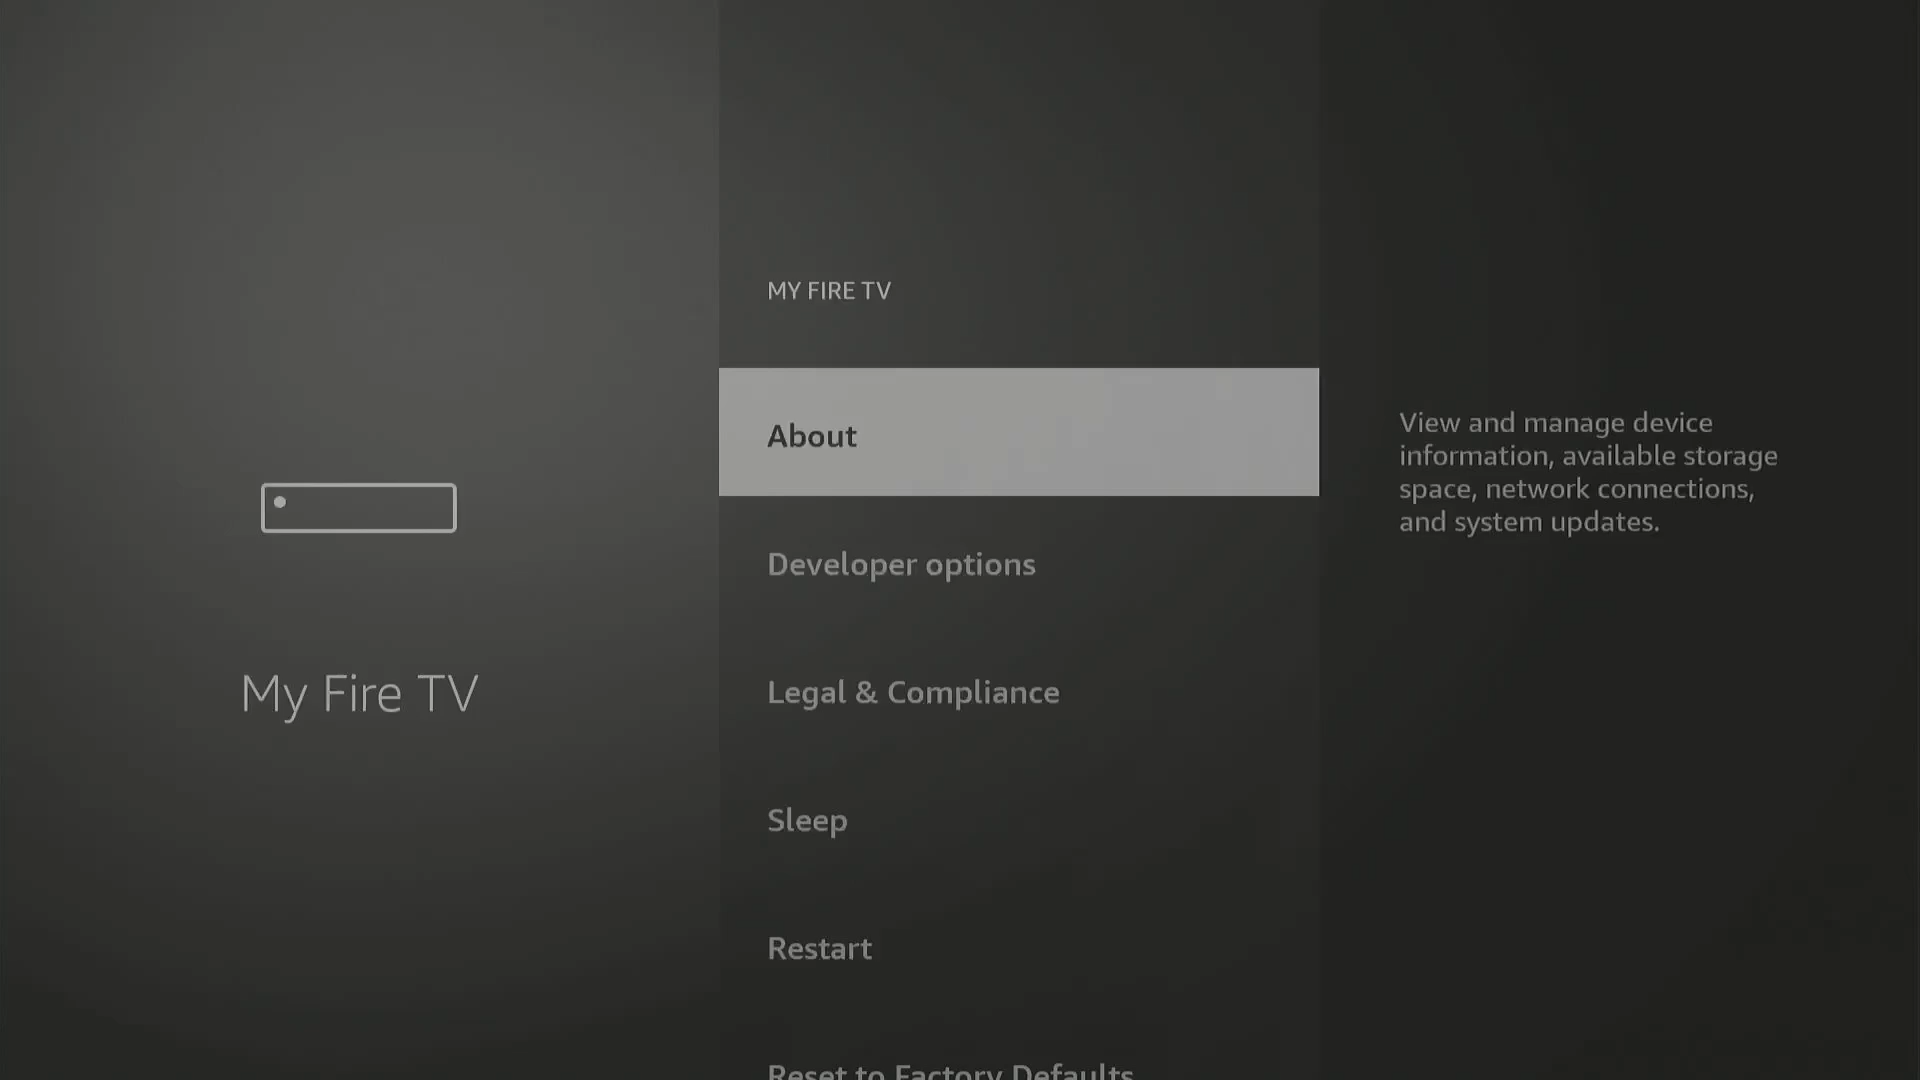 MY FIRE TV
About
Developer options
Legal & Compliance
Sleep
Restart
Reset to Factory Defaults
My Fire TV
View and manage device
information, available storage
space, network connections,
and system updates.